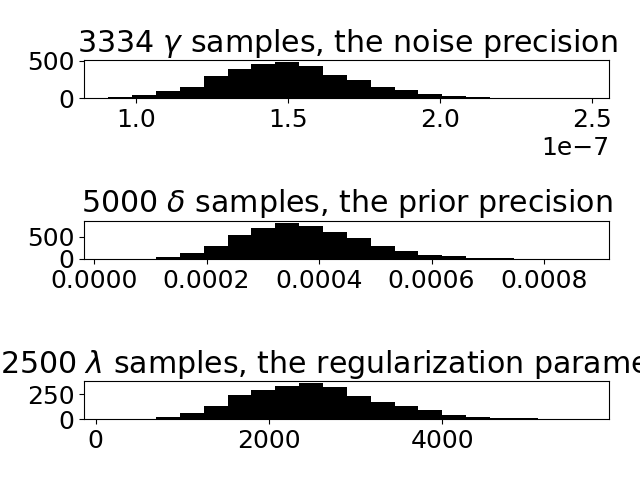 3334 γ samples, the noise precision
500
0
1.0 1.5 2.0 2.5
1e−7
5000 δ samples, the prior precision
500
0
0.0000 0.0002 0.0004 0.0006 0.0008
2500 λ samples, the regularization parame
250
0
0 2000 4000